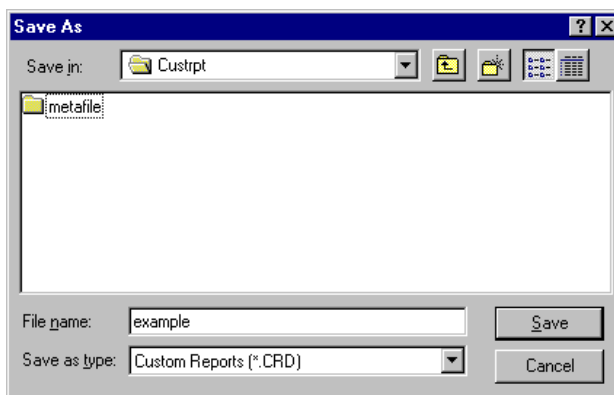 Save As
Save in: Custrpt
metafile
File name: example Save
Save as type: Custom Reports (*.CRD) Cancel